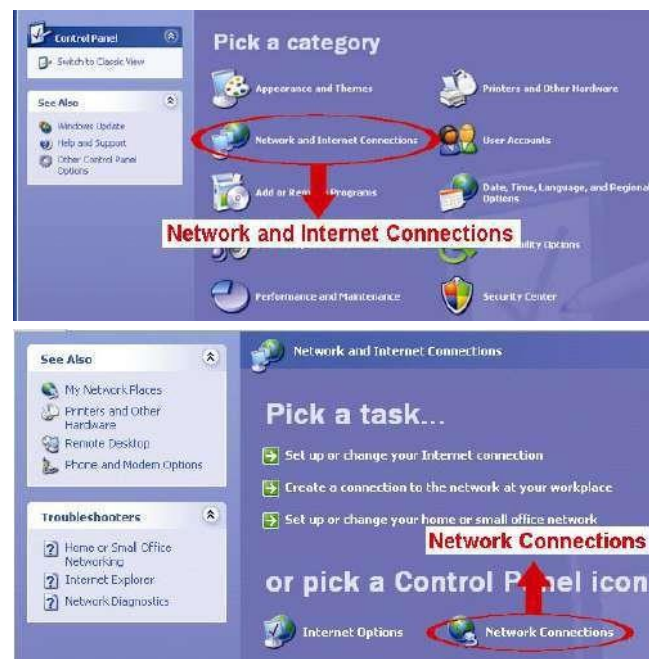 Control Panel
Switch to Classic View
See Also
Windows Update
Help and Support
Other Control Panel
Options
Pick a category
Appearance and Themes
Printers and Other Hardware
Network and Internet Connections
User Accounts
Add or Programs
Date, Time, Language, and Regional
Options
Network and Internet Connections
Options
Performance and Maintenance
Security Center
See Also
My Network Places
Printers and Other
Hardware
Remote Desktop
Phone and Modem Options
Troubleshooters
Home or Small Office
Networking
Internet Explorer
Network Diagnostics
Network and Internet Connections
Pick a task...
Set up or change your Internet connection
Create a connection to the network at your workplace
Set up or change your home or small office network
Network Connections
or pick a Control Panel icon
Internet Options
Network Connections